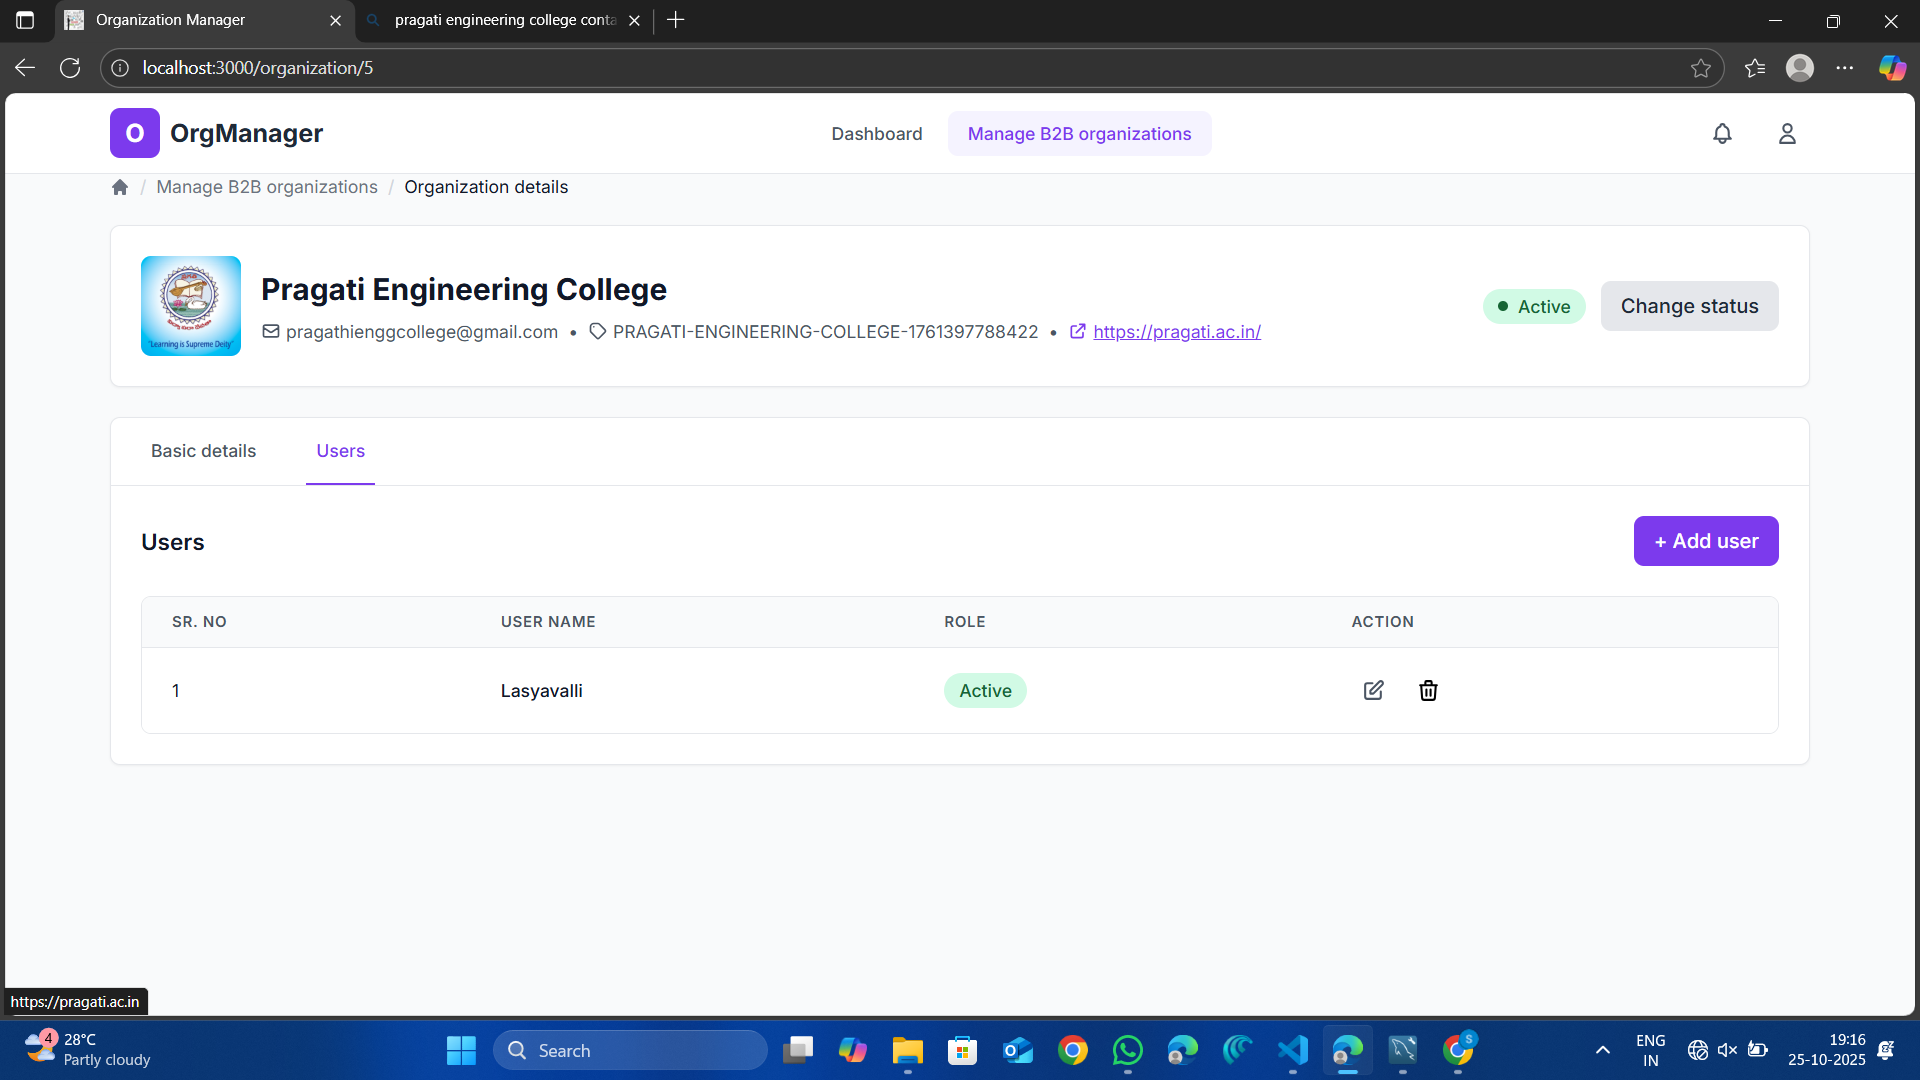 Organization Manager
pragati engineering college conta
localhost:3000/organization/5
O OrgManager
Dashboard
Manage B2B organizations
/ Manage B2B organizations / Organization details
"Learning is Supreme Deity"
Pragati Engineering College
pragathienggcollege@gmail.com • PRAGATI-ENGINEERING-COLLEGE-1761397788422 • https://pragati.ac.in/
Active
Change status
Basic details
Users
Users
+ Add user
SR. NO USER NAME ROLE ACTION
1 Lasyavalli Active
https://pragati.ac.in
4
28°C
Partly cloudy
Search
S
ENG
IN
19:16
25-10-2025